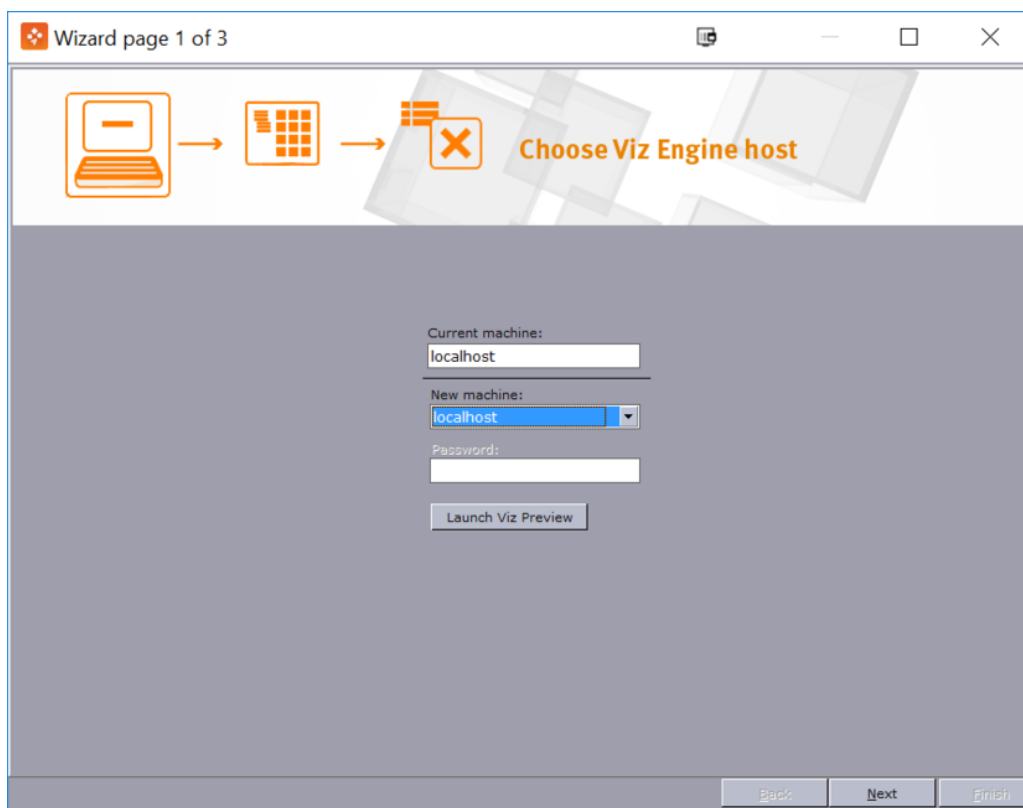 Wizard page 1 of 3
Choose Viz Engine host
Current machine:
localhost
New machine:
localhost
Password:
Launch Viz Preview
Back Next Finish